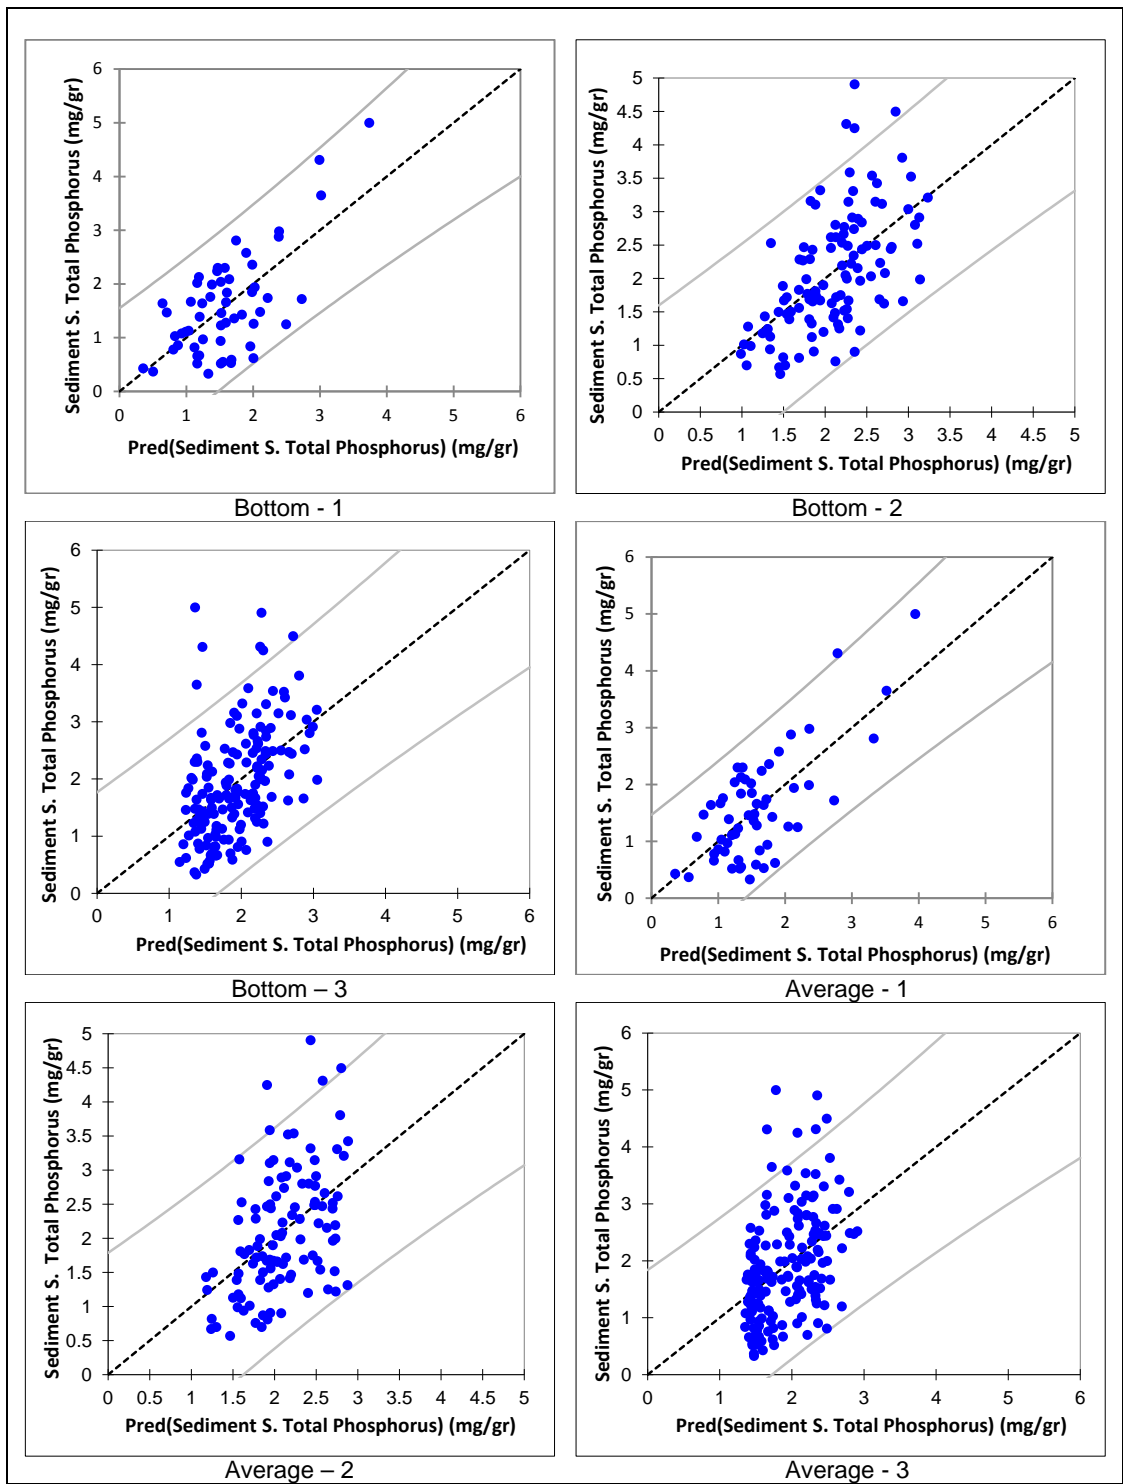 Sediment S. Total Phosphorus (mg/gr)
6
5
4
3
2
1
0
0 1 2 3 4 5 6
Pred(Sediment S. Total Phosphorus) (mg/gr)
Bottom - 1
Sediment S. Total Phosphorus (mg/gr)
5
4.5
4
3.5
3
2.5
2
1.5
1
0.5
0
0 0.5 1 1.5 2 2.5 3 3.5 4 4.5 5
Pred(Sediment S. Total Phosphorus) (mg/gr)
Bottom - 2
Sediment S. Total Phosphorus (mg/gr)
6
5
4
3
2
1
0
0 1 2 3 4 5 6
Pred(Sediment S. Total Phosphorus) (mg/gr)
Bottom – 3
Sediment S. Total Phosphorus (mg/gr)
6
5
4
3
2
1
0
0 1 2 3 4 5 6
Pred(Sediment S. Total Phosphorus) (mg/gr)
Average - 1
Sediment S. Total Phosphorus (mg/gr)
5
4.5
4
3.5
3
2.5
2
1.5
1
0.5
0
0 0.5 1 1.5 2 2.5 3 3.5 4 4.5 5
Pred(Sediment S. Total Phosphorus) (mg/gr)
Average – 2
Sediment S. Total Phosphorus (mg/gr)
6
5
4
3
2
1
0
0 1 2 3 4 5 6
Pred(Sediment S. Total Phosphorus) (mg/gr)
Average - 3